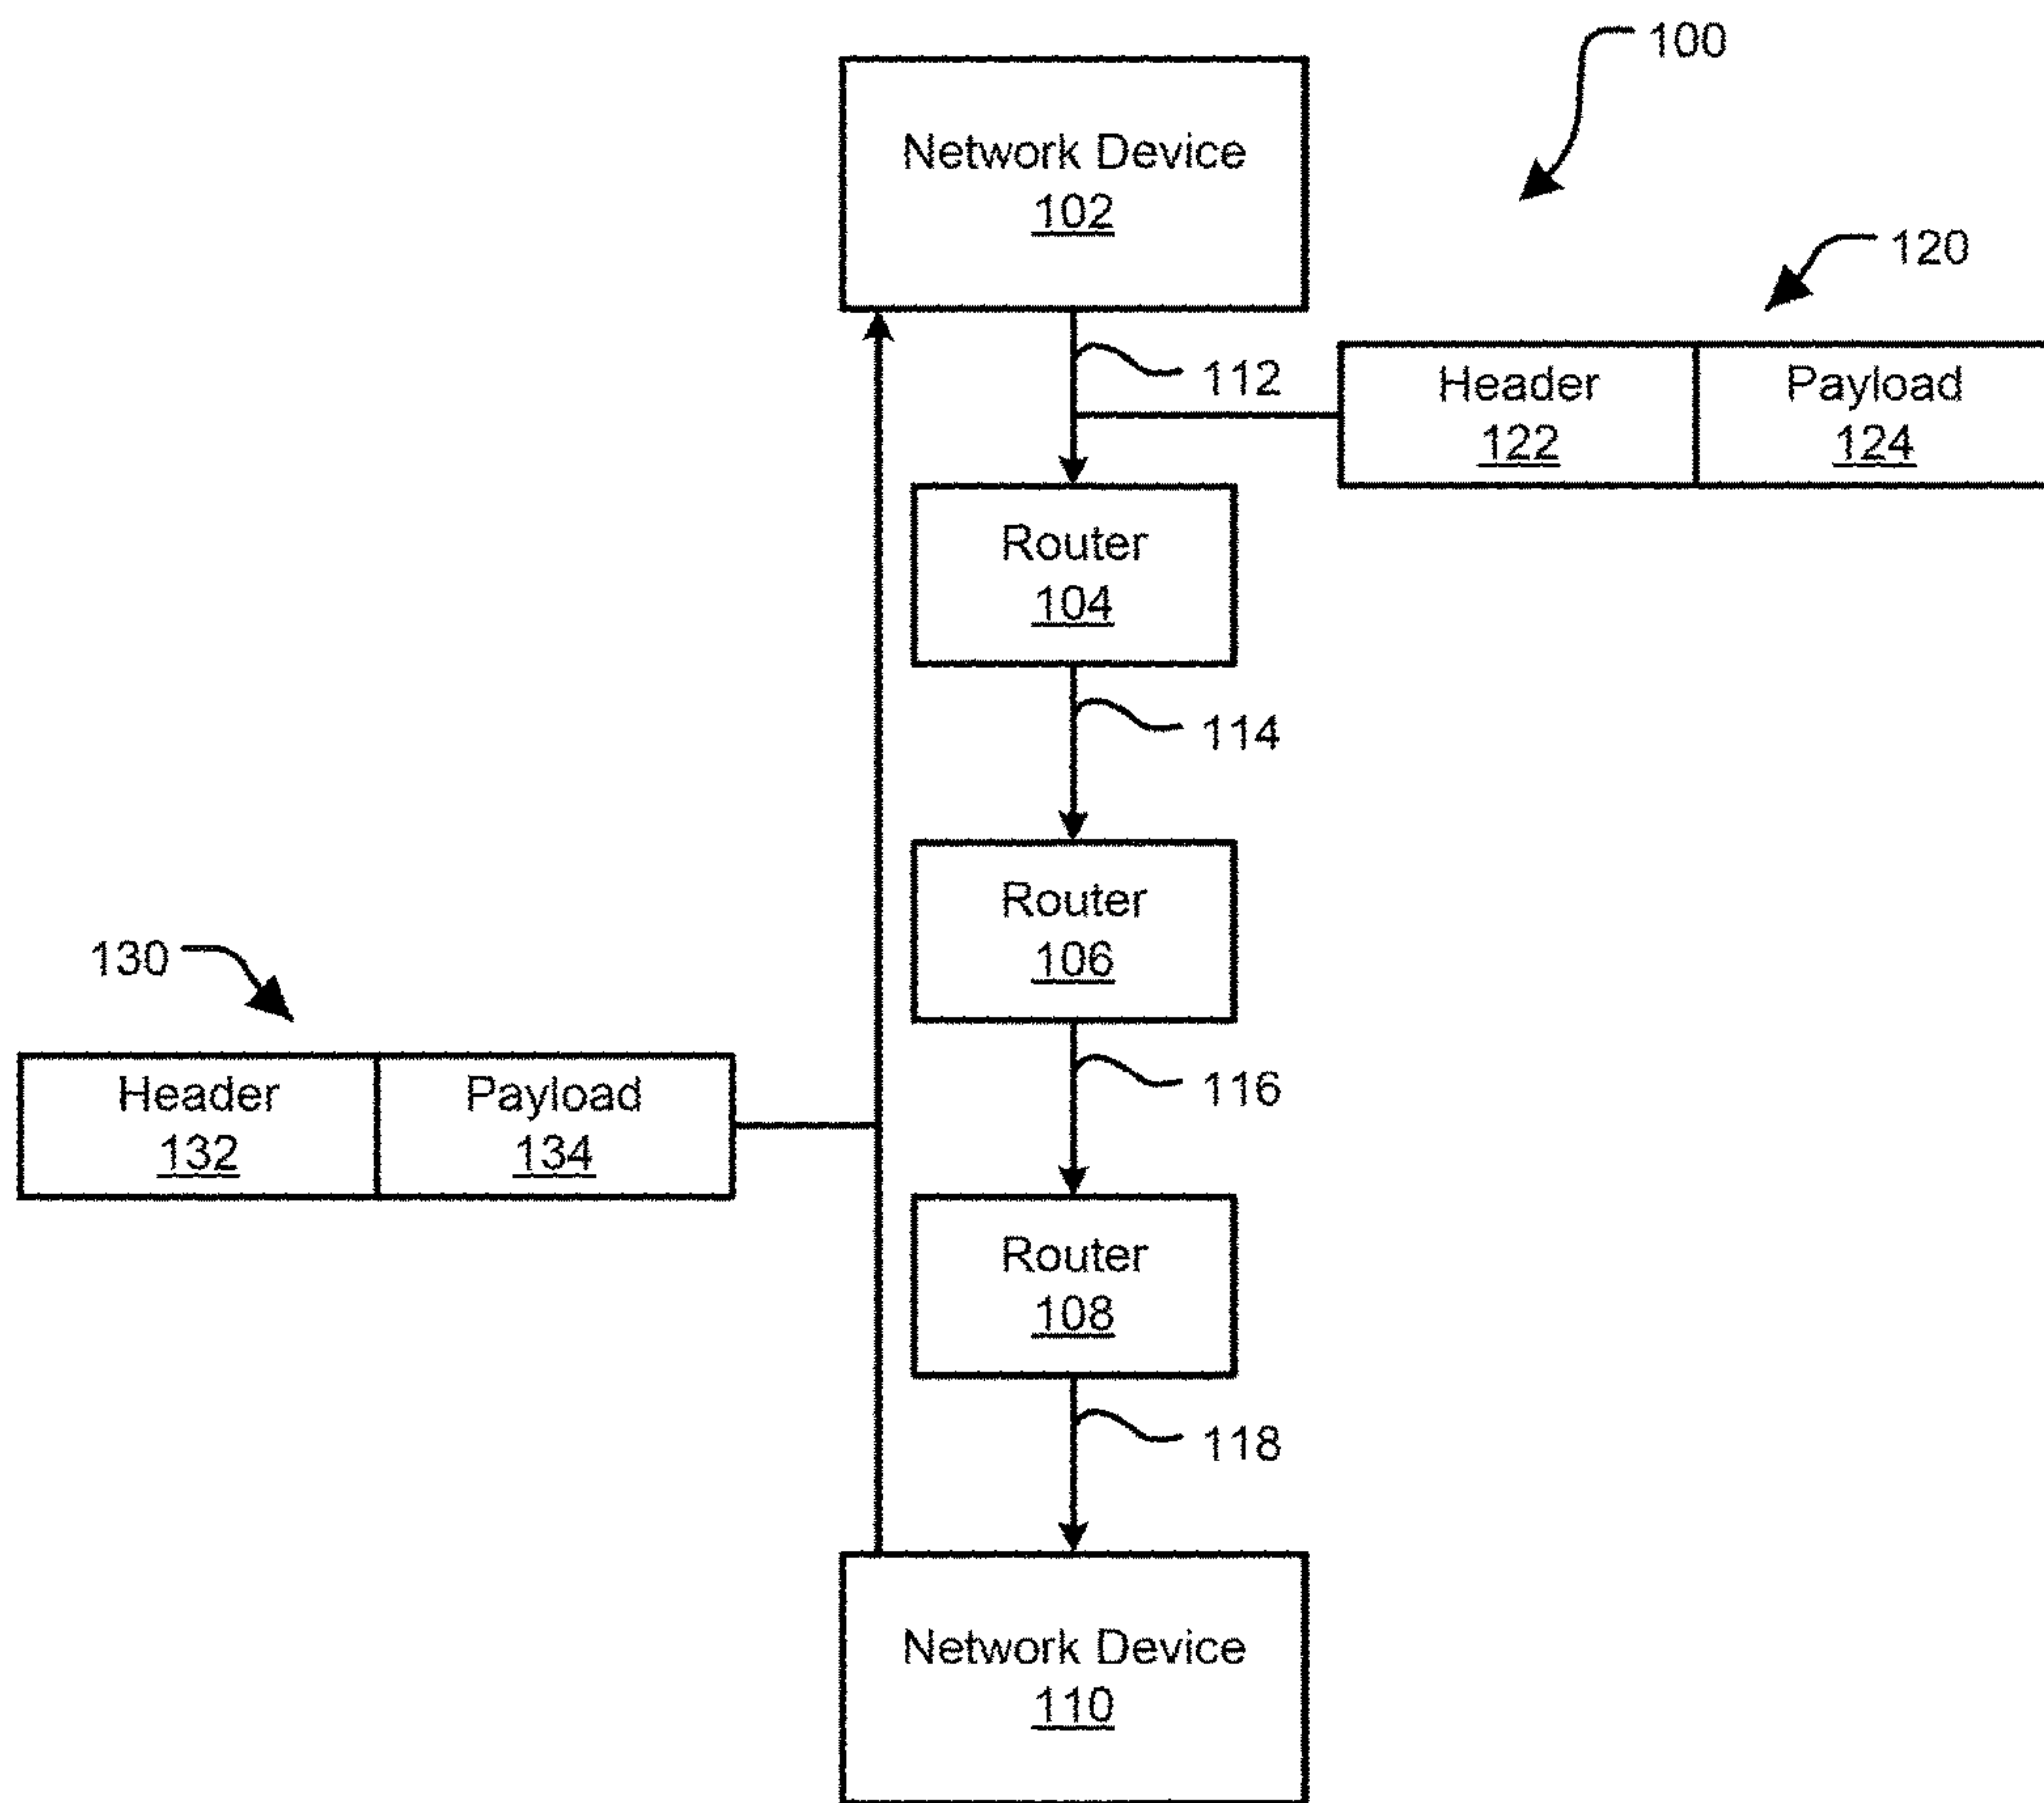 100
Network Device
102
120
112
Header
122
Payload
124
Router
104
114
Router
106
130
Header
132
Payload
134
116
Router
108
118
Network Device
110